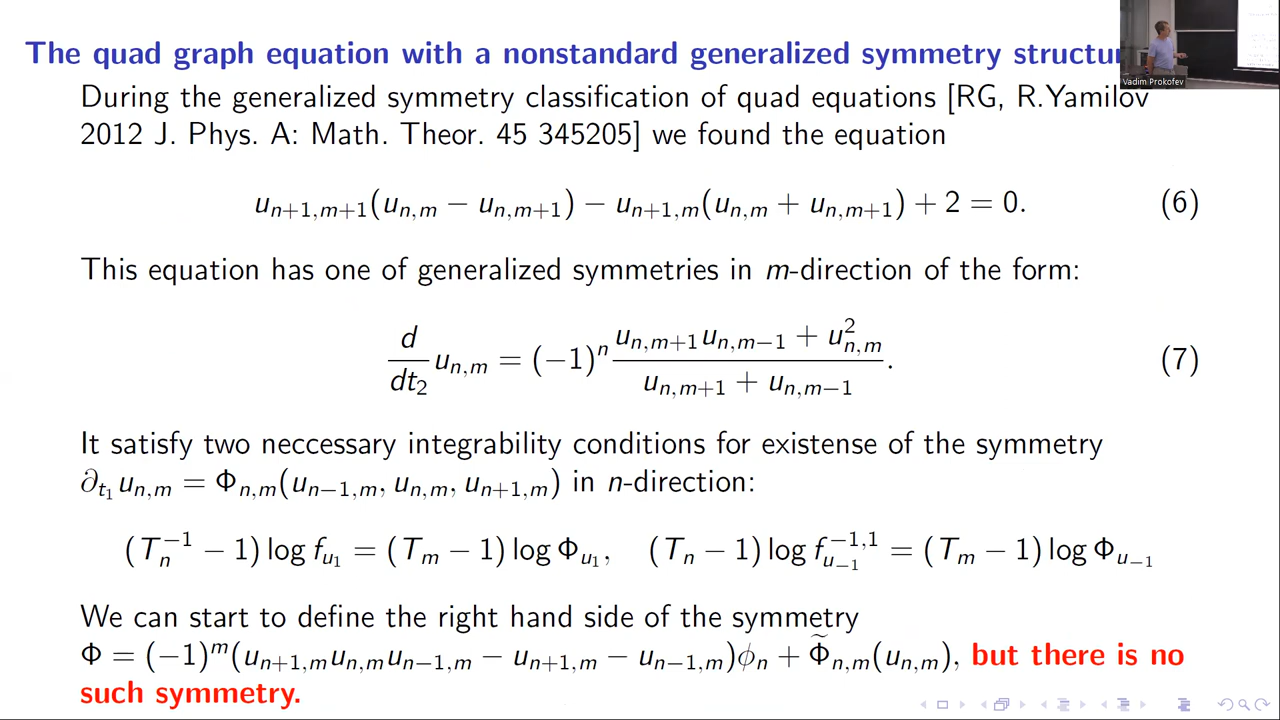 The quad graph equation with a nonstandard generalized symmetry structu
Vadim Prokofev
During the generalized symmetry classification of quad equations [RG, R.Yamilov
2012 J. Phys. A: Math. Theor. 45 345205] we found the equation
u_{n+1,m+1}(u_{n,m} − u_{n,m+1}) − u_{n+1,m}(u_{n,m} + u_{n,m+1}) + 2 = 0. (6)
This equation has one of generalized symmetries in m-direction of the form:
\frac{d}{dt_2} u_{n,m} = (−1)^n \frac{u_{n,m+1}u_{n,m−1} + u_{n,m}^2}{u_{n,m+1} + u_{n,m−1}}. (7)
It satisfy two neccessary integrability conditions for existense of the symmetry
∂_{t_1} u_{n,m} = Φ_{n,m}(u_{n−1,m}, u_{n,m}, u_{n+1,m}) in n-direction:
(T_n^{−1} − 1) log f_{u_1} = (T_m − 1) log Φ_{u_1}, (T_n − 1) log f_{u_{−1}}^{−1,1} = (T_m − 1) log Φ_{u_{−1}}
We can start to define the right hand side of the symmetry
Φ = (−1)^m(u_{n+1,m}u_{n,m}u_{n−1,m} − u_{n+1,m} − u_{n−1,m})ϕ_n + \widetilde{Φ}_{n,m}(u_{n,m}), but there is no
such symmetry.